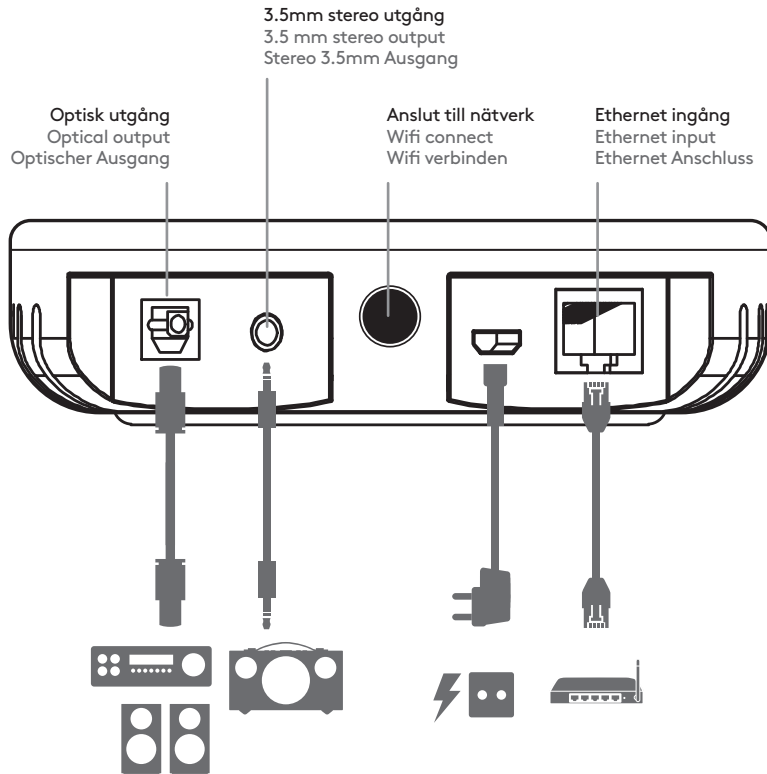 3.5mm stereo utgång
3.5 mm stereo output
Stereo 3.5mm Ausgang
Optisk utgång
Optical output
Optischer Ausgang
Anslut till nätverk
Wifi connect
Wifi verbinden
Ethernet ingång
Ethernet input
Ethernet Anschluss